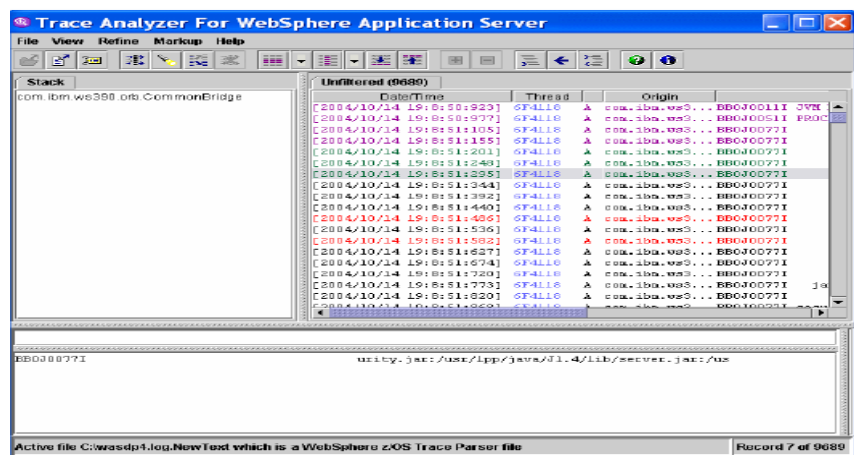 Trace Analyzer For WebSphere Application Server
File View Refine Markup Help
Stack
com.ibm.ws390.orb.CommonBridge
Unfiltered (9689)
Date/Time Thread Origin
[2004/10/14 19:8:50:923] 6F4118 A com.ibm.ws3... BBOJ0011I JVM
[2004/10/14 19:8:50:977] 6F4118 A com.ibm.ws3... BBOJ0051I PROC
[2004/10/14 19:8:51:105] 6F4118 A com.ibm.ws3... BBOJ0077I
[2004/10/14 19:8:51:155] 6F4118 A com.ibm.ws3... BBOJ0077I
[2004/10/14 19:8:51:201] 6F4118 A com.ibm.ws3... BBOJ0077I
[2004/10/14 19:8:51:248] 6F4118 A com.ibm.ws3... BBOJ0077I
[2004/10/14 19:8:51:295] 6F4118 A com.ibm.ws3... BBOJ0077I
[2004/10/14 19:8:51:344] 6F4118 A com.ibm.ws3... BBOJ0077I
[2004/10/14 19:8:51:392] 6F4118 A com.ibm.ws3... BBOJ0077I
[2004/10/14 19:8:51:440] 6F4118 A com.ibm.ws3... BBOJ0077I
[2004/10/14 19:8:51:486] 6F4118 A com.ibm.ws3... BBOJ0077I
[2004/10/14 19:8:51:536] 6F4118 A com.ibm.ws3... BBOJ0077I
[2004/10/14 19:8:51:582] 6F4118 A com.ibm.ws3... BBOJ0077I
[2004/10/14 19:8:51:627] 6F4118 A com.ibm.ws3... BBOJ0077I
[2004/10/14 19:8:51:674] 6F4118 A com.ibm.ws3... BBOJ0077I
[2004/10/14 19:8:51:720] 6F4118 A com.ibm.ws3... BBOJ0077I
[2004/10/14 19:8:51:773] 6F4118 A com.ibm.ws3... BBOJ0077I ja
[2004/10/14 19:8:51:820] 6F4118 A com.ibm.ws3... BBOJ0077I
BBOJ0077I urity.jar:/usr/lpp/java/J1.4/lib/server.jar:/us
Active file C:\wasdp4.log.NewText which is a WebSphere z/OS Trace Parser file
Record 7 of 9689